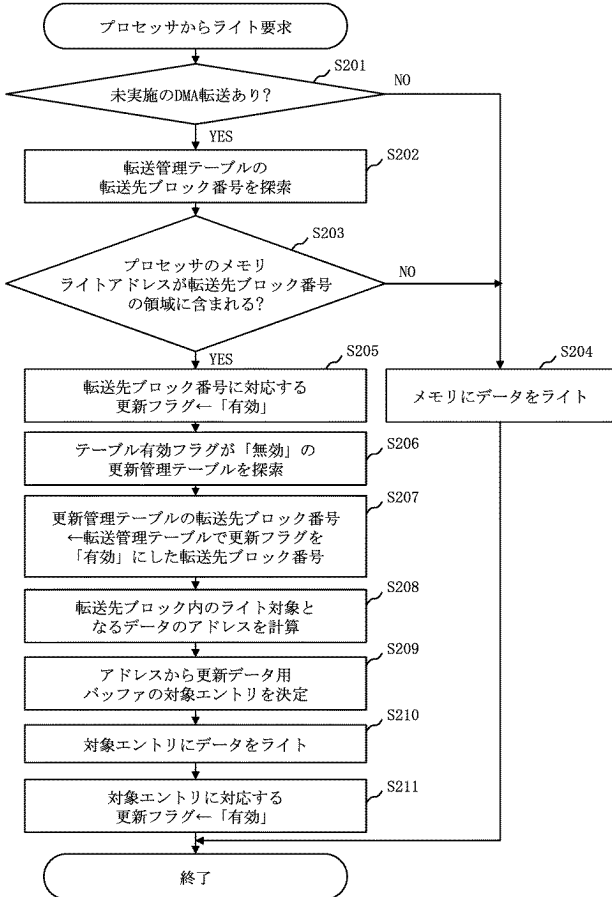 プロセッサからライト要求
S201
未実施のDMA転送あり?
NO
YES
S202
転送管理テーブルの
転送先ブロック番号を探索
S203
プロセッサのメモリ
ライトアドレスが転送先ブロック番号
の領域に含まれる?
NO
YES
S205
転送先ブロック番号に対応する
更新フラグ←「有効」
S204
メモリにデータをライト
S206
テーブル有効フラグが「無効」の
更新管理テーブルを探索
S207
更新管理テーブルの転送先ブロック番号
←転送管理テーブルで更新フラグを
「有効」にした転送先ブロック番号
S208
転送先ブロック内のライト対象と
なるデータのアドレスを計算
S209
アドレスから更新データ用
バッファの対象エントリを決定
S210
対象エントリにデータをライト
S211
対象エントリに対応する
更新フラグ←「有効」
終了